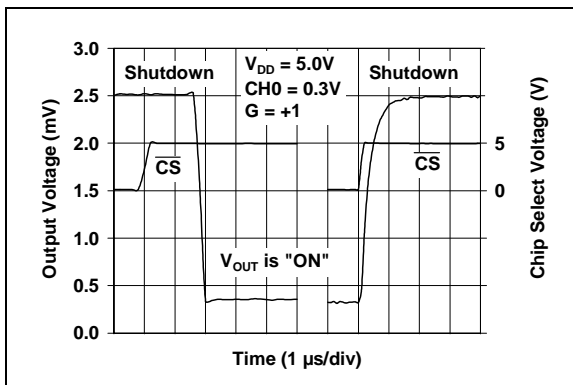 3.0
2.5
2.0
1.5
1.0
0.5
0.0
Output Voltage (mV)
Shutdown
V_DD = 5.0V
CH0 = 0.3V
G = +1
Shutdown
CS
CS
V_OUT is "ON"
5
0
Chip Select Voltage (V)
Time (1 µs/div)